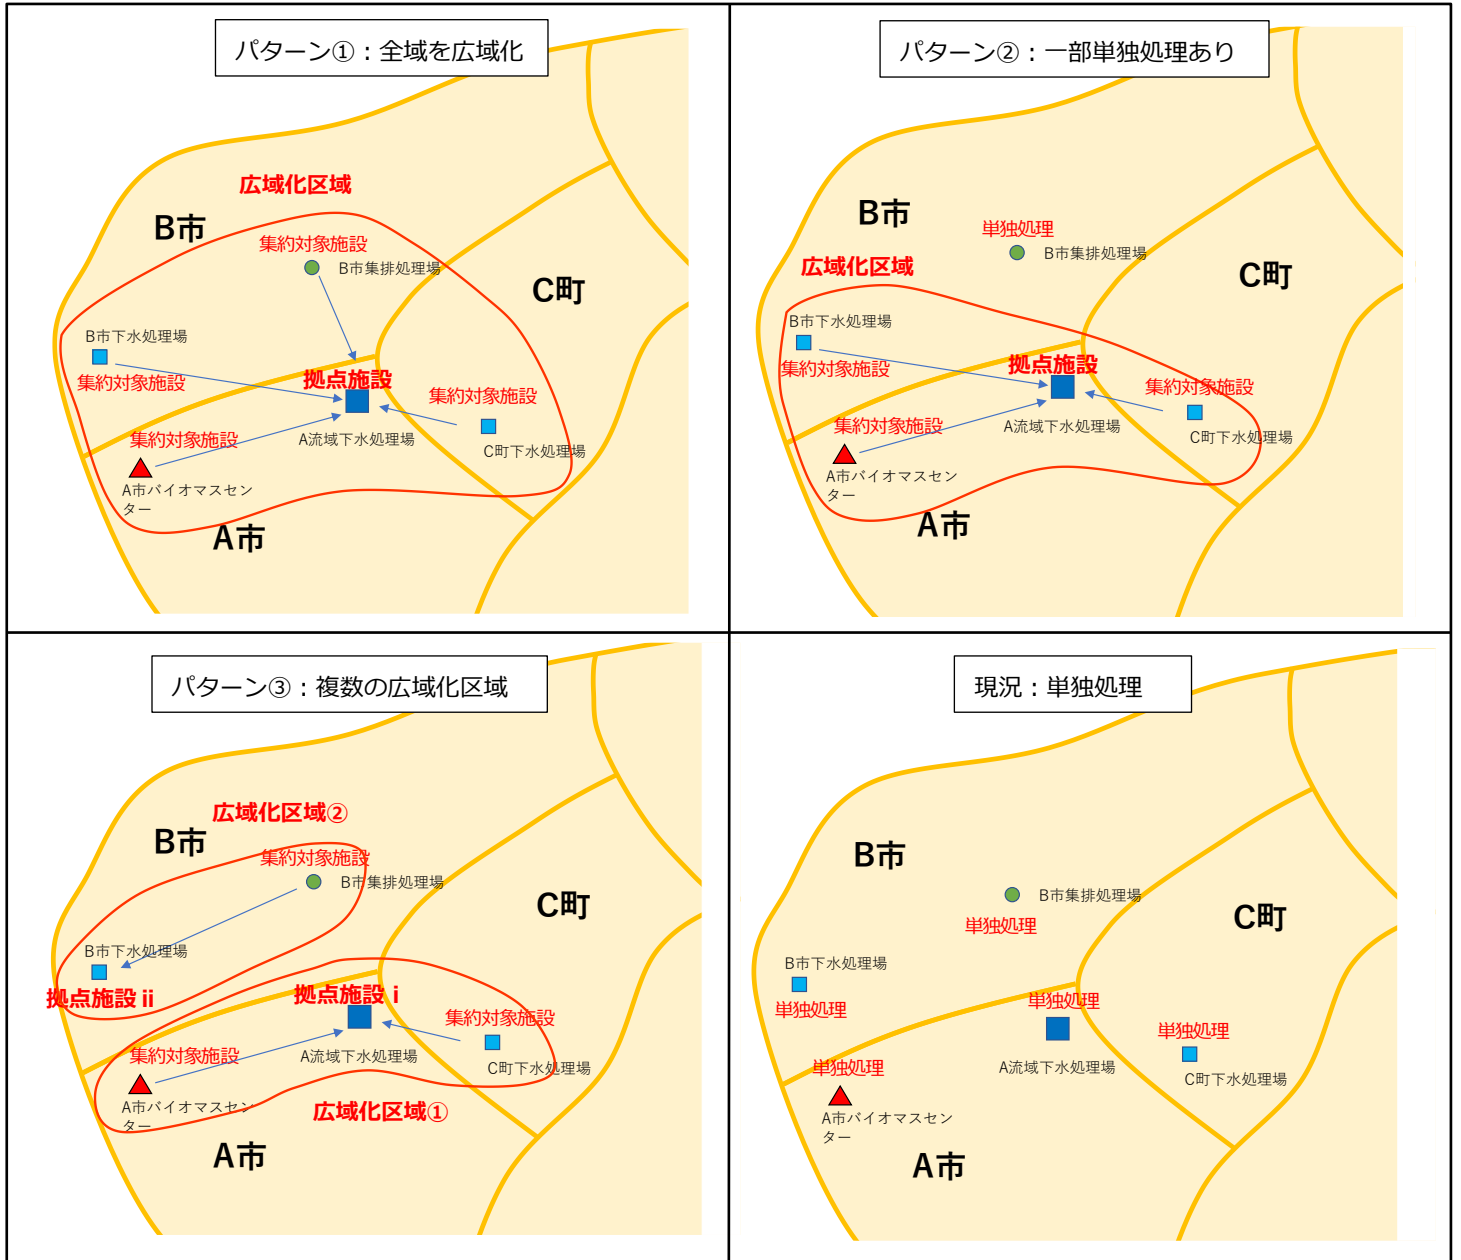 パターン①：全域を広域化
広域化区域
B市
集約対象施設
B市集排処理場
C町
B市下水処理場
集約対象施設
拠点施設
集約対象施設
集約対象施設
A流域下水処理場
C町下水処理場
A市バイオマスセン
ター
A市
パターン②：一部単独処理あり
B市
単独処理
B市集排処理場
広域化区域
C町
B市下水処理場
集約対象施設
拠点施設
集約対象施設
集約対象施設
A流域下水処理場
C町下水処理場
A市バイオマスセン
ター
A市
パターン③：複数の広域化区域
広域化区域②
B市
集約対象施設
B市集排処理場
C町
B市下水処理場
拠点施設 ii
拠点施設 i
集約対象施設
集約対象施設
A流域下水処理場
C町下水処理場
A市バイオマスセン
ター
広域化区域①
A市
現況：単独処理
B市
B市集排処理場
単独処理
C町
B市下水処理場
単独処理
単独処理
単独処理
単独処理
A流域下水処理場
C町下水処理場
A市バイオマスセン
ター
A市